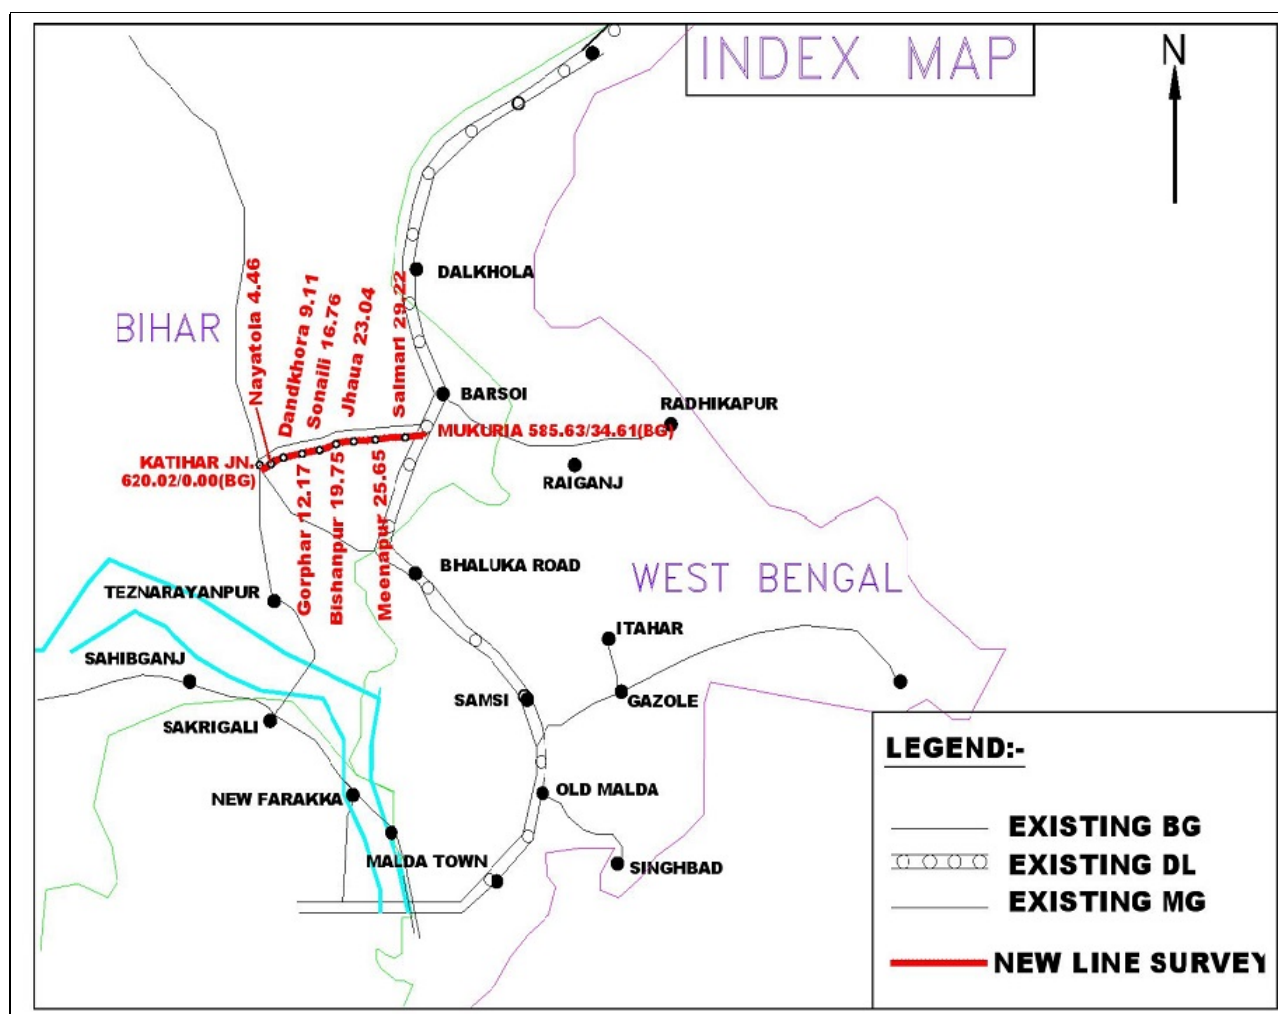 INDEX MAP
N
DALKHOLA
BIHAR
Nayatola 4.46
Dandkhora 9.11
Sonaili 16.76
Jhaua 23.04
Salmari 29.22
BARSOI
RADHIKAPUR
MUKURIA 585.63/34.61(BG)
KATIHAR JN.
620.02/0.00(BG)
RAIGANJ
Gorphar 12.17
Bishanpur 19.75
Meenapur 25.65
BHALUKA ROAD
WEST BENGAL
TEZNARAYANPUR
ITAHAR
SAHIBGANJ
SAMSI
GAZOLE
SAKRIGALI
NEW FARAKKA
OLD MALDA
MALDA TOWN
SINGHBAD
LEGEND:-
EXISTING BG
EXISTING DL
EXISTING MG
NEW LINE SURVEY